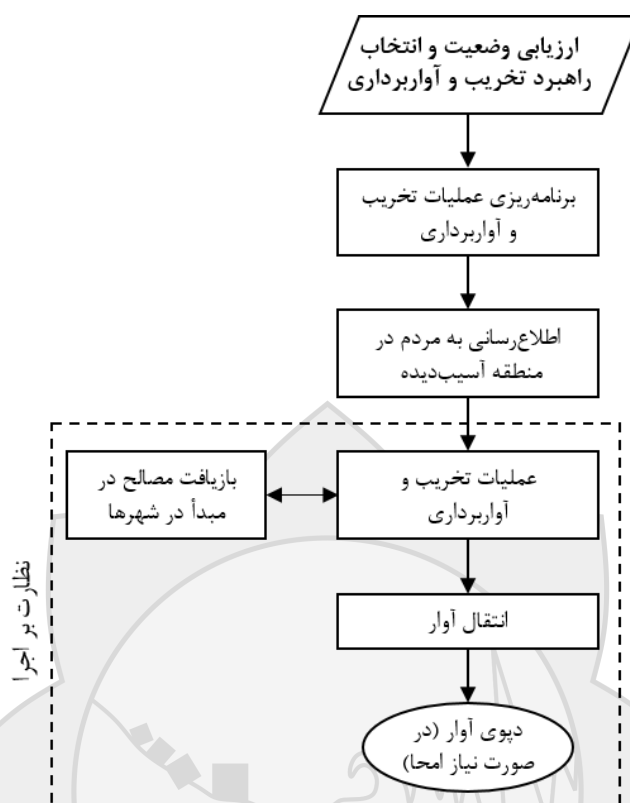 ارزیابی وضعیت و انتخاب
راهبرد تخریب و آواربرداری
برنامه‌ریزی عملیات تخریب
و آواربرداری
اطلاع‌رسانی به مردم در
منطقه آسیب‌دیده
عملیات تخریب و
آواربرداری
بازیافت مصالح در
مبدأ در شهرها
نظارت بر اجرا
انتقال آوار
دپوی آوار (در
صورت نیاز امحا)